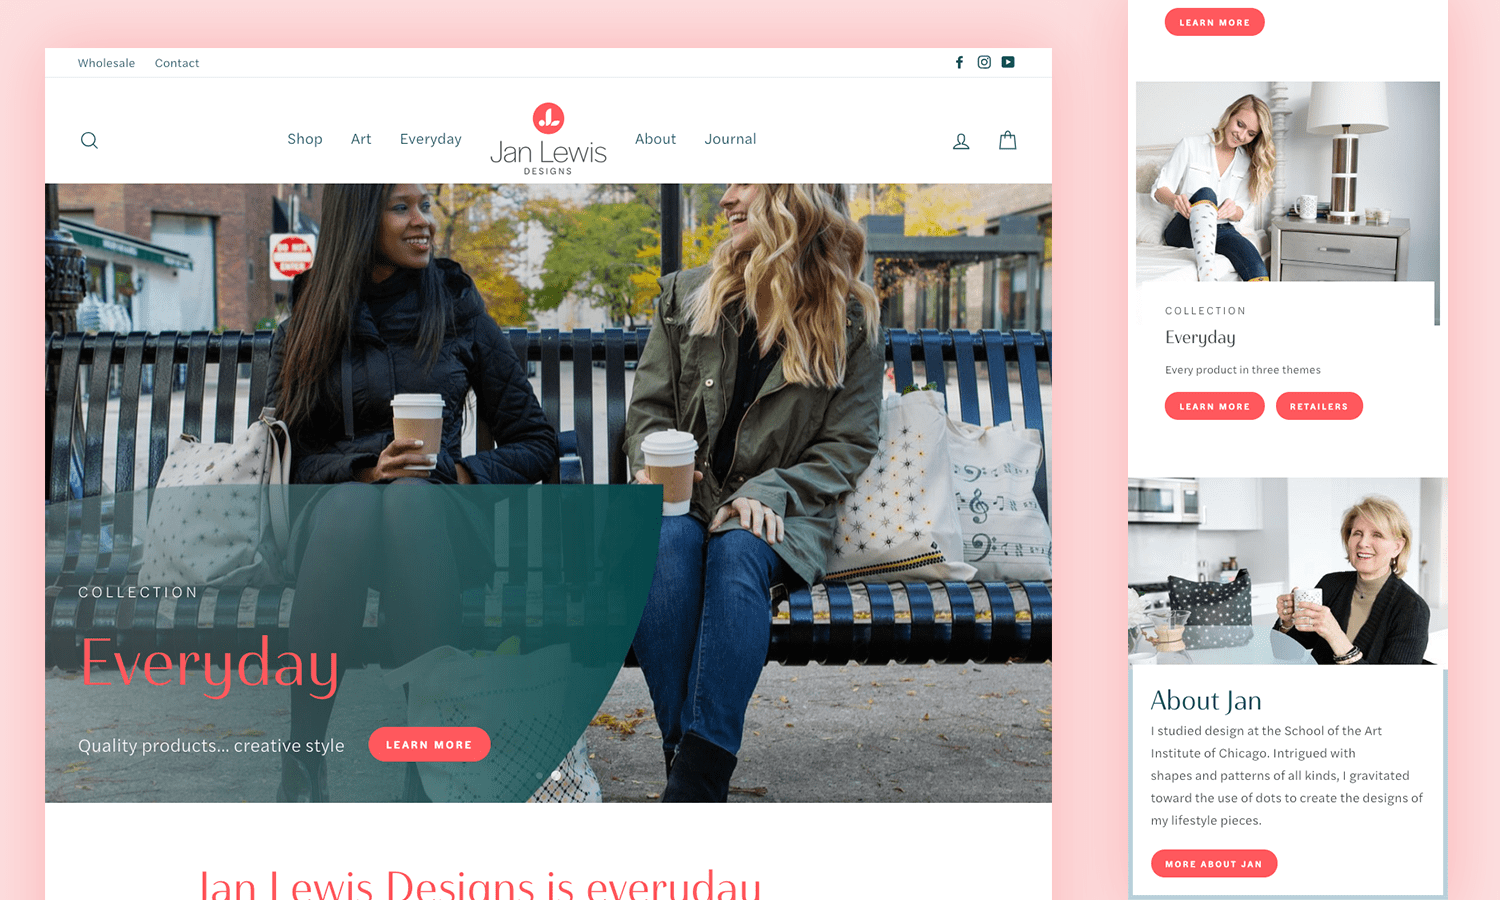 Wholesale
Contact
Shop
Art
Everyday
Jan Lewis
DESIGNS
About
Journal
DO NOT
ENTER
COLLECTION
Everyday
Quality products... creative style
LEARN MORE
Jan Lewis Designs is everyday
LEARN MORE
COLLECTION
Everyday
Every product in three themes
LEARN MORE
RETAILERS
About Jan
I studied design at the School of the Art
Institute of Chicago. Intrigued with
shapes and patterns of all kinds, I gravitated
toward the use of dots to create the designs of
my lifestyle pieces.
MORE ABOUT JAN